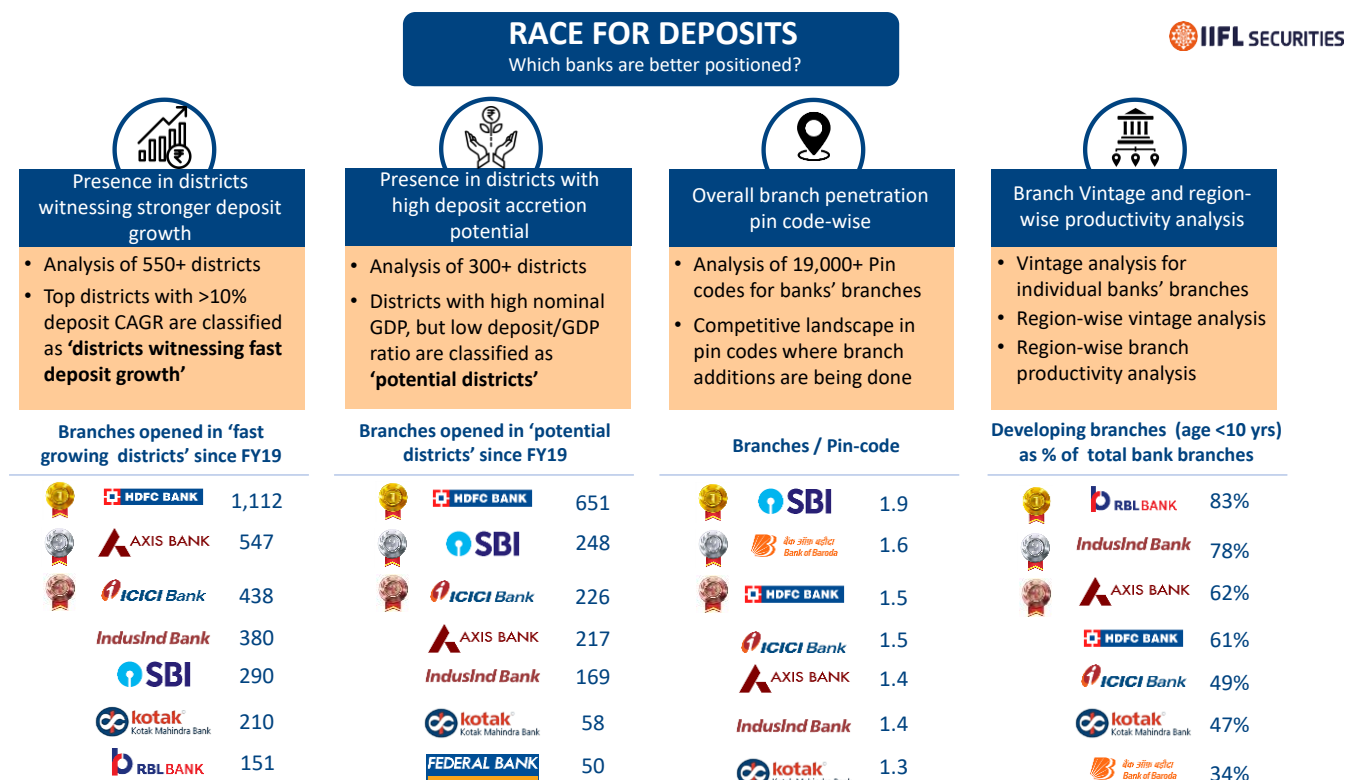 RACE FOR DEPOSITS
Which banks are better positioned?
IIFL SECURITIES
Presence in districts
witnessing stronger deposit
growth
• Analysis of 550+ districts
• Top districts with >10%
deposit CAGR are classified
as ‘districts witnessing fast
deposit growth’
Branches opened in ‘fast
growing districts’ since FY19
HDFC BANK 1,112
AXIS BANK 547
ICICI Bank 438
IndusInd Bank 380
SBI 290
kotak
Kotak Mahindra Bank
210
RBLBANK 151
Presence in districts with
high deposit accretion
potential
• Analysis of 300+ districts
• Districts with high nominal
GDP, but low deposit/GDP
ratio are classified as
‘potential districts’
Branches opened in ‘potential
districts’ since FY19
HDFC BANK 651
SBI 248
ICICI Bank 226
AXIS BANK 217
IndusInd Bank 169
kotak
Kotak Mahindra Bank
58
FEDERAL BANK 50
Overall branch penetration
pin code-wise
• Analysis of 19,000+ Pin
codes for banks’ branches
• Competitive landscape in
pin codes where branch
additions are being done
Branches / Pin-code
SBI 1.9
बैंक ऑफ़ बड़ौदा
Bank of Baroda
1.6
HDFC BANK 1.5
ICICI Bank 1.5
AXIS BANK 1.4
IndusInd Bank 1.4
kotak 1.3
Branch Vintage and region-
wise productivity analysis
• Vintage analysis for
individual banks’ branches
• Region-wise vintage analysis
• Region-wise branch
productivity analysis
Developing branches (age <10 yrs)
as % of total bank branches
RBLBANK 83%
IndusInd Bank 78%
AXIS BANK 62%
HDFC BANK 61%
ICICI Bank 49%
kotak
Kotak Mahindra Bank
47%
बैंक ऑफ़ बड़ौदा
Bank of Baroda
34%